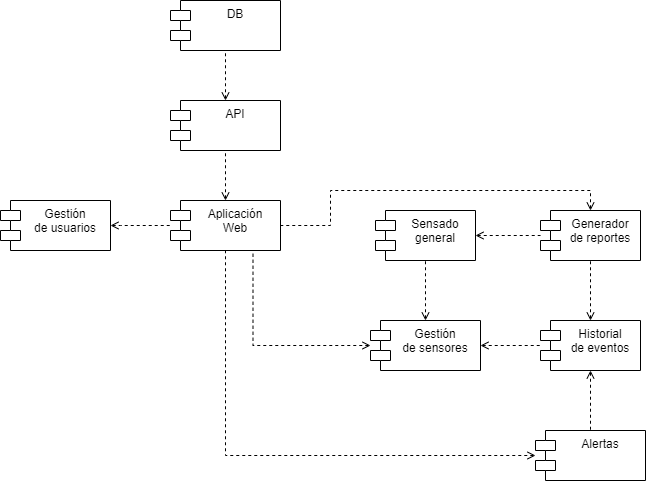 DB
API
Gestión
de usuarios
Aplicación
Web
Sensado
general
Generador
de reportes
Gestión
de sensores
Historial
de eventos
Alertas